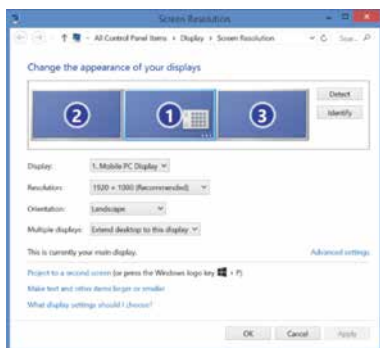 Screen Resolution
All Control Panel Items Display Screen Resolution
Change the appearance of your displays
2 1 3
Detect
Identify
Display: 1. Mobile PC Display
Resolution: 1920 × 1080 (Recommended)
Orientation: Landscape
Multiple displays: Extend desktop to this display
This is currently your main display. Advanced settings
Project to a second screen (or press the Windows logo key + P)
Make text and other items larger or smaller
What display settings should I choose?
OK Cancel Apply